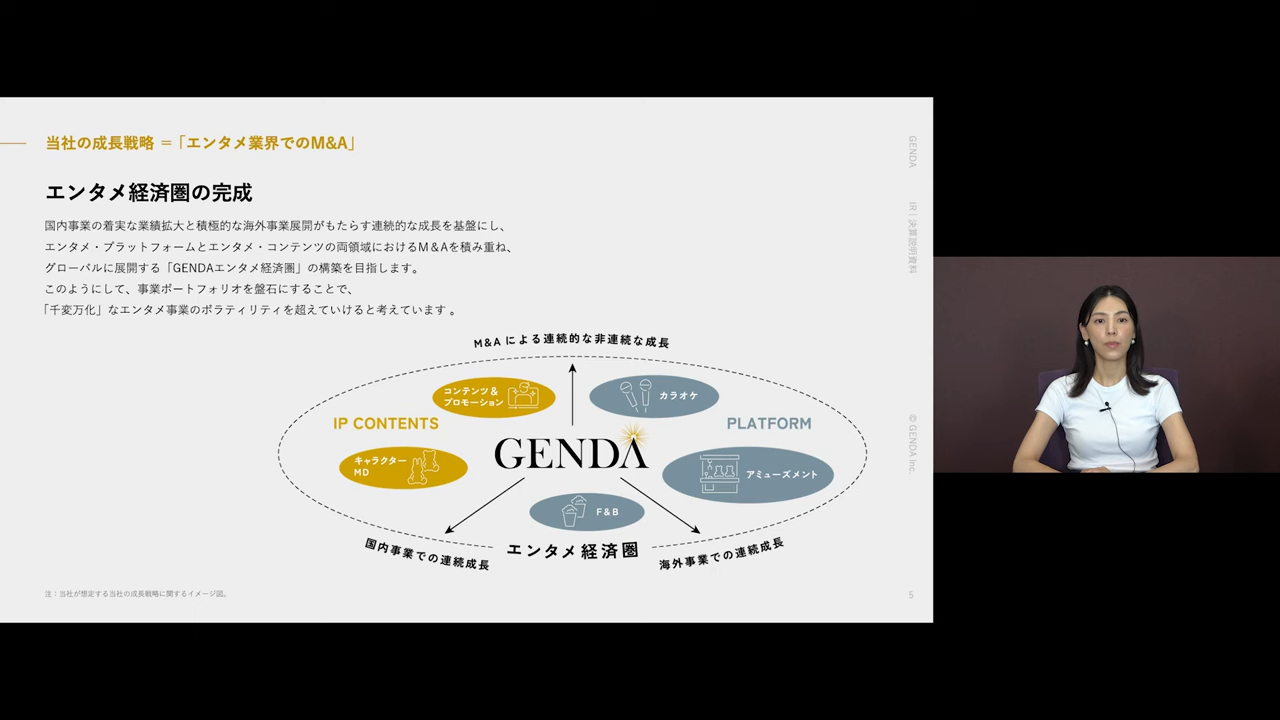 当社の成長戦略 ＝「エンタメ業界でのM&A」
エンタメ経済圏の完成
国内事業の着実な業績拡大と積極的な海外事業展開がもたらす連続的な成長を基盤にし、
エンタメ・プラットフォームとエンタメ・コンテンツの両領域におけるM&Aを積み重ね、
グローバルに展開する「GENDAエンタメ経済圏」の構築を目指します。
このようにして、事業ポートフォリオを盤石にすることで、
「千変万化」なエンタメ事業のボラティリティを超えていけると考えています。
M&Aによる連続的な非連続な成長
コンテンツ&
プロモーション
カラオケ
IP CONTENTS
PLATFORM
GENDA
キャラクター
MD
アミューズメント
F&B
国内事業での連続成長
エンタメ経済圏
海外事業での連続成長
注：当社が想定する当社の成長戦略に関するイメージ図。
5
GENDA
IR | 決算説明資料
© GENDA Inc.